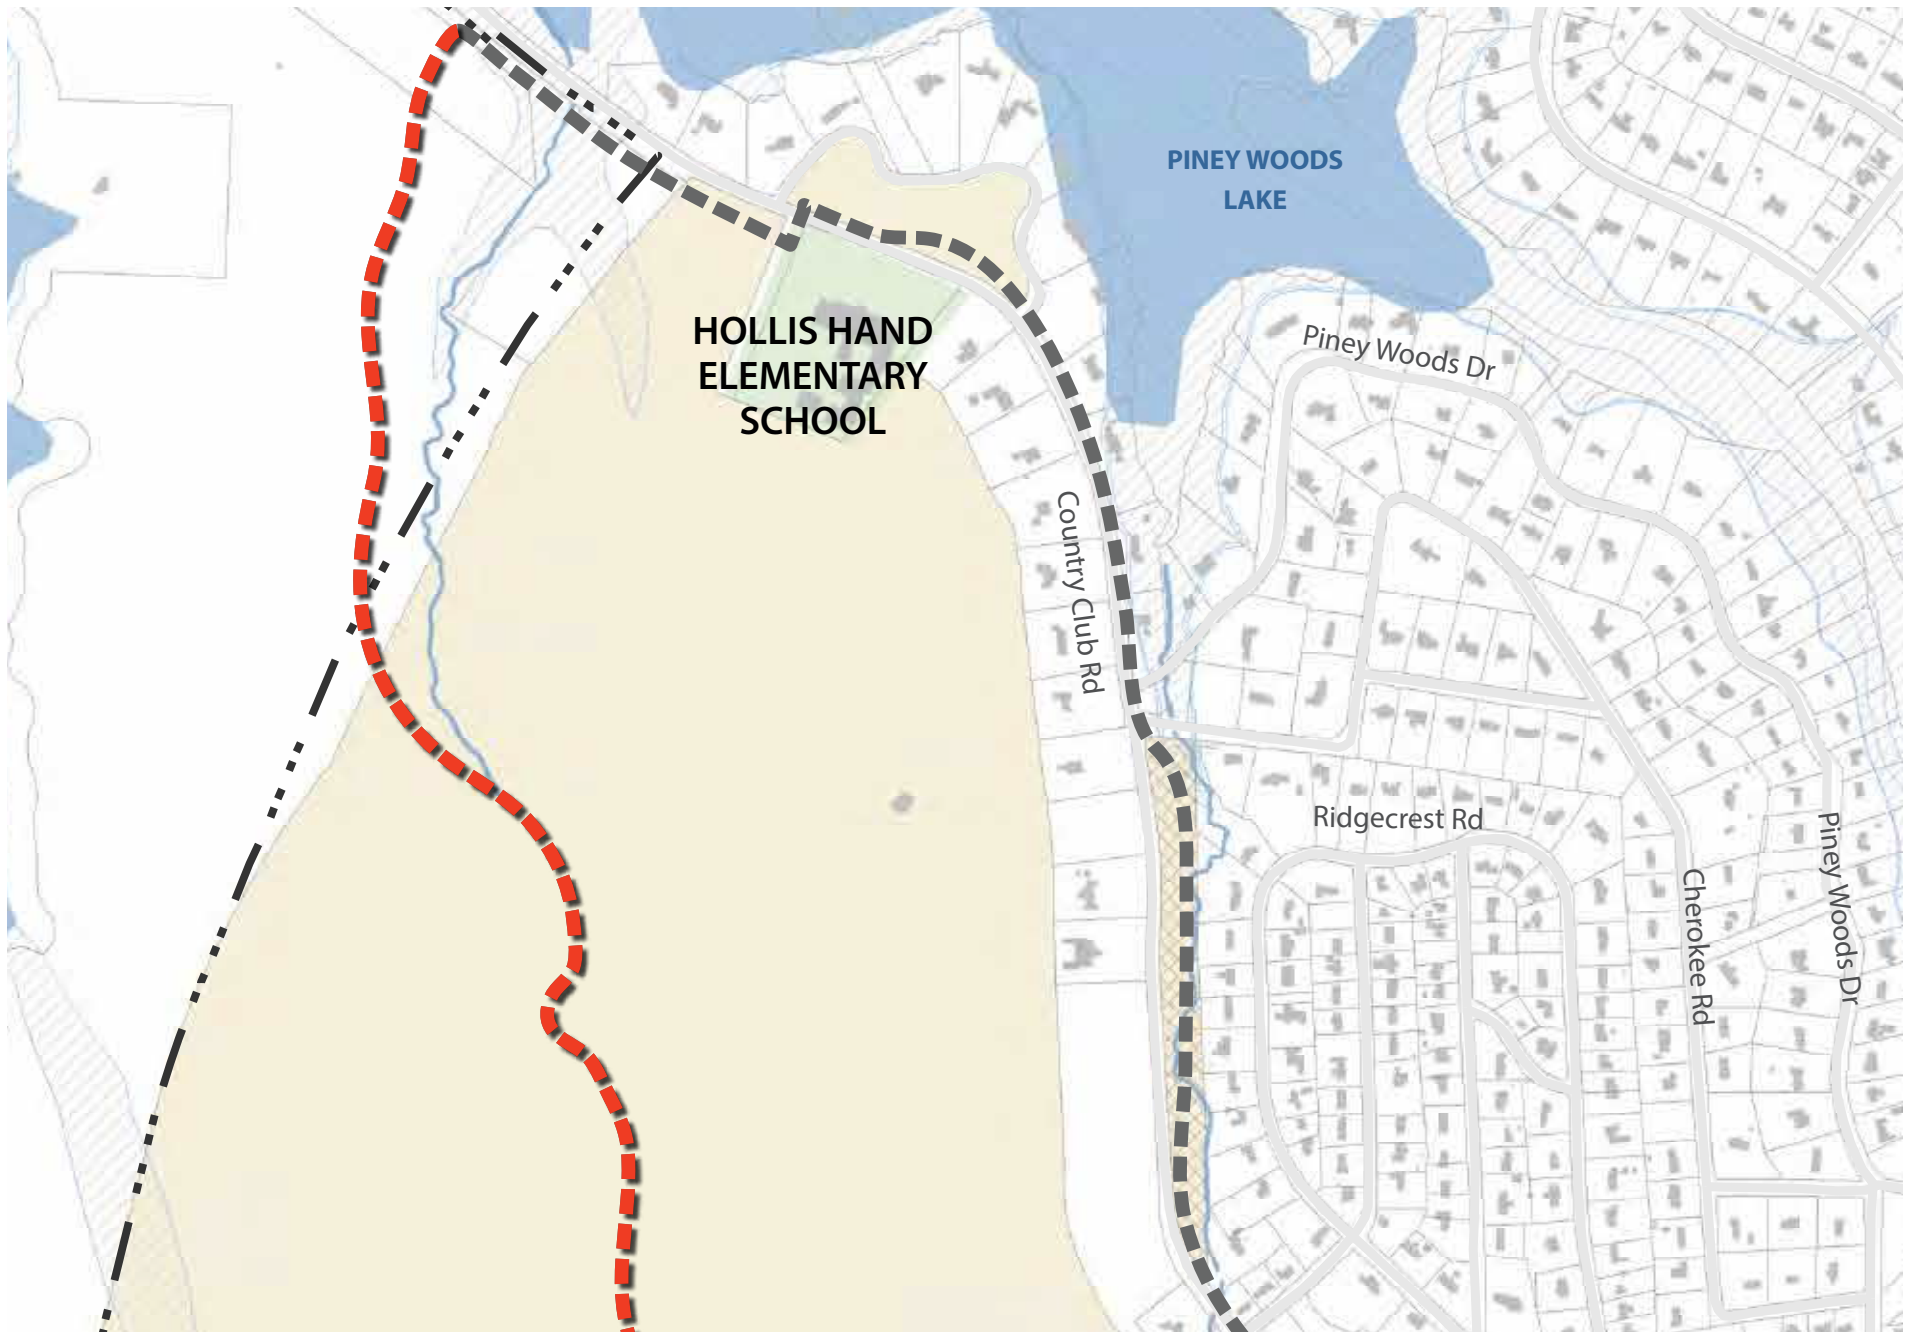 PINEY WOODS
LAKE
HOLLIS HAND
ELEMENTARY
SCHOOL
Piney Woods Dr
Country Club Rd
Ridgecrest Rd
Cherokee Rd
Piney Woods Dr